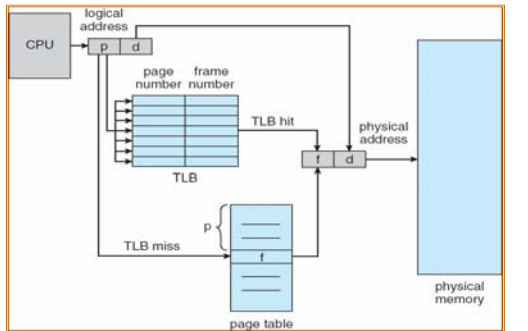 logical
address
CPU
p
d
page
number
frame
number
TLB hit
physical
address
f
d
TLB
p
TLB miss
f
physical
memory
page table